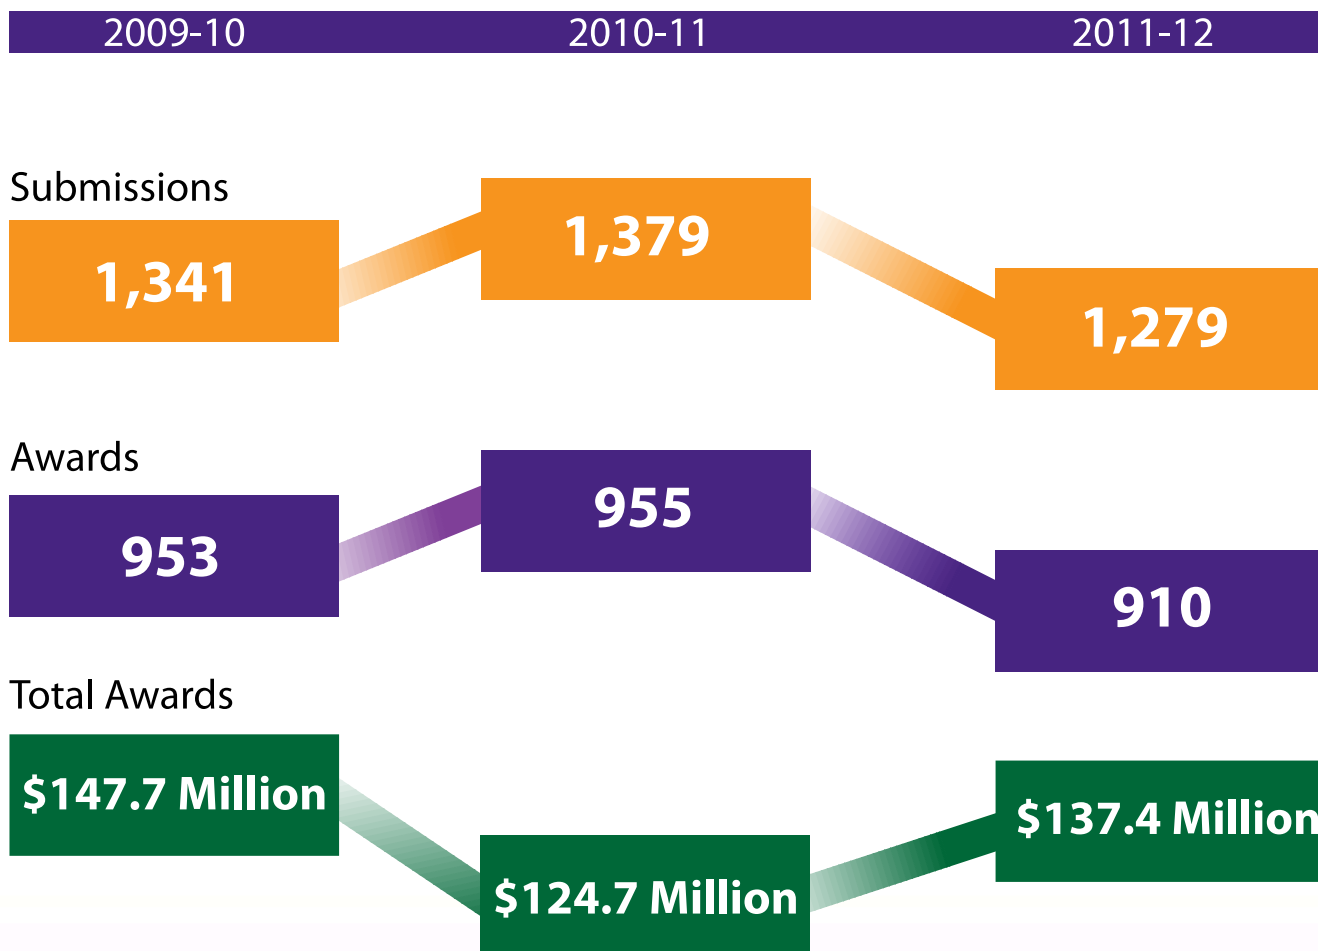 2009-10 2010-11 2011-12
Submissions
1,341 1,379 1,279
Awards
953 955 910
Total Awards
$147.7 Million $124.7 Million $137.4 Million